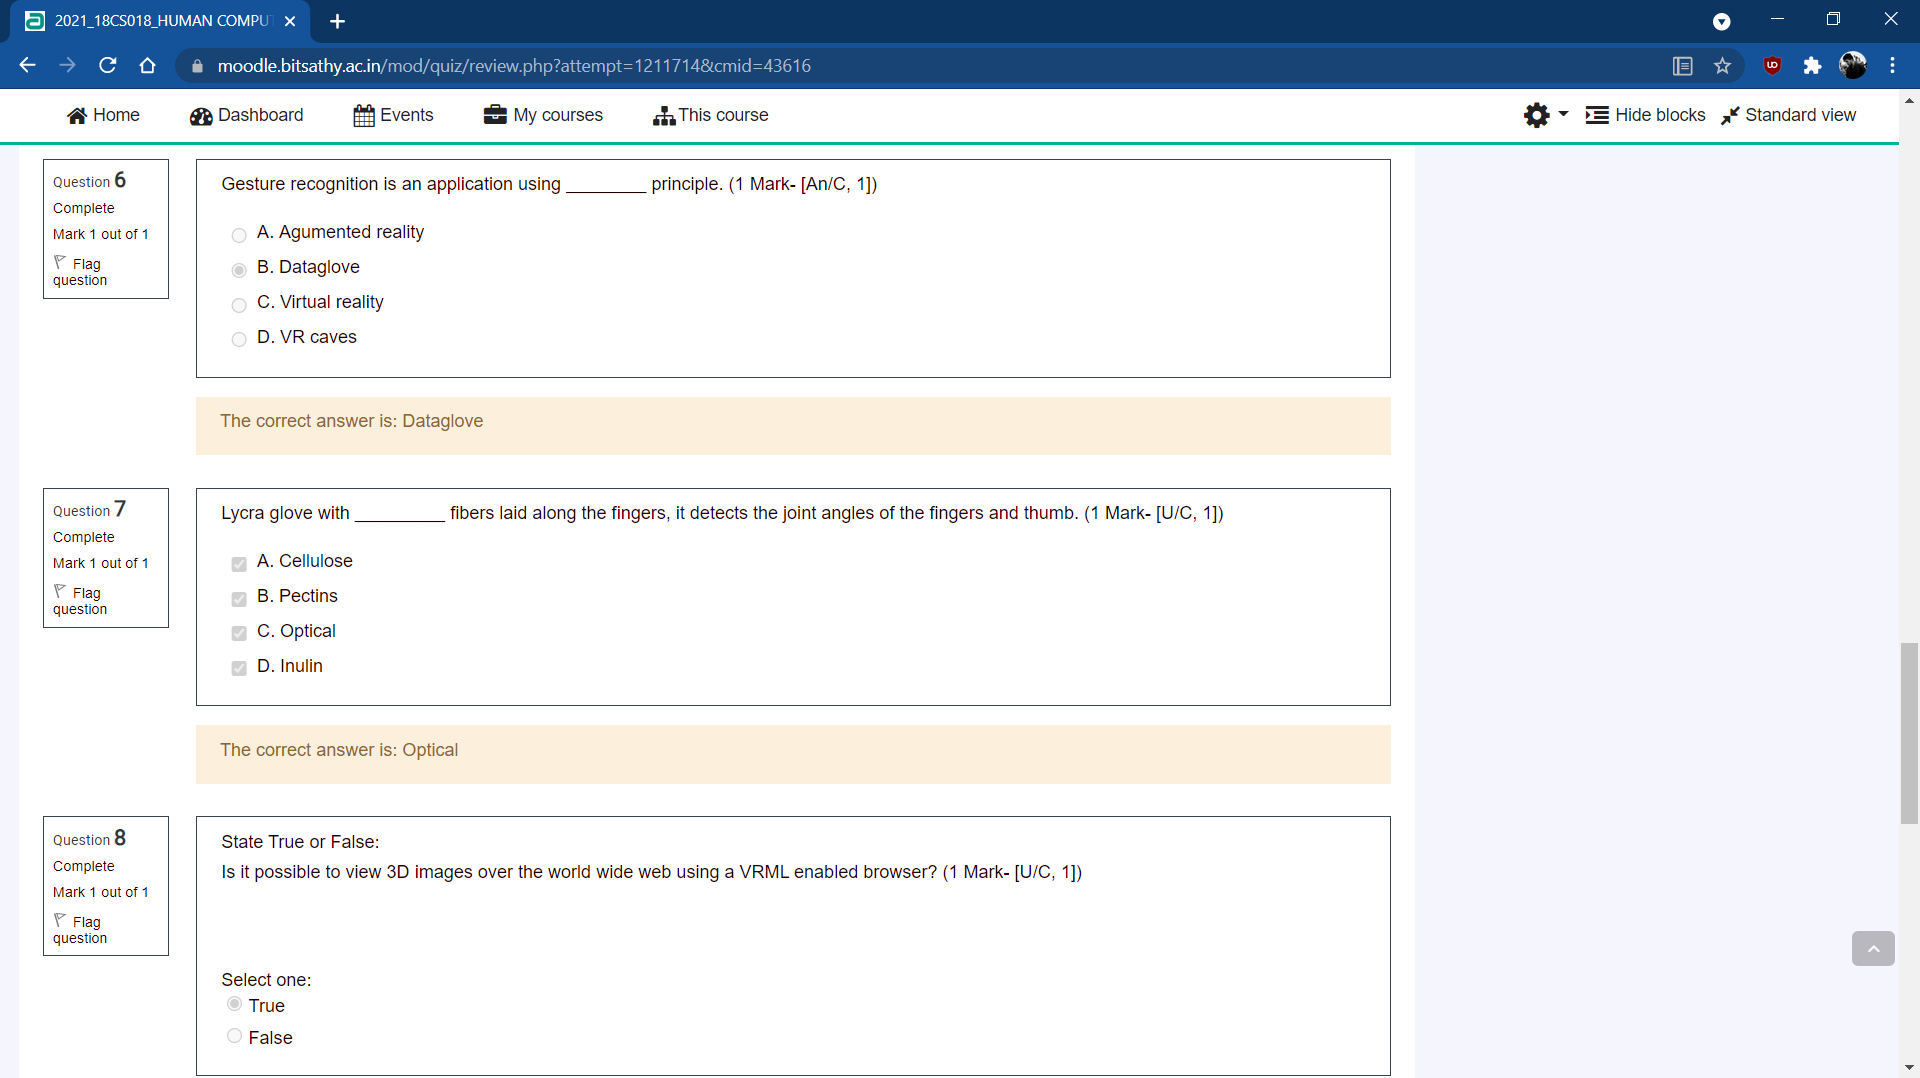 2021_18CS018_HUMAN COMPUT
moodle.bitsathy.ac.in/mod/quiz/review.php?attempt=1211714&cmid=43616
Home Dashboard Events My courses This course Hide blocks Standard view
Question 6
Complete
Mark 1 out of 1
Flag
question
Gesture recognition is an application using ________ principle. (1 Mark- [An/C, 1])
A. Agumented reality
B. Dataglove
C. Virtual reality
D. VR caves
The correct answer is: Dataglove
Question 7
Complete
Mark 1 out of 1
Flag
question
Lycra glove with _________ fibers laid along the fingers, it detects the joint angles of the fingers and thumb. (1 Mark- [U/C, 1])
A. Cellulose
B. Pectins
C. Optical
D. Inulin
The correct answer is: Optical
Question 8
Complete
Mark 1 out of 1
Flag
question
State True or False:
Is it possible to view 3D images over the world wide web using a VRML enabled browser? (1 Mark- [U/C, 1])
Select one:
True
False